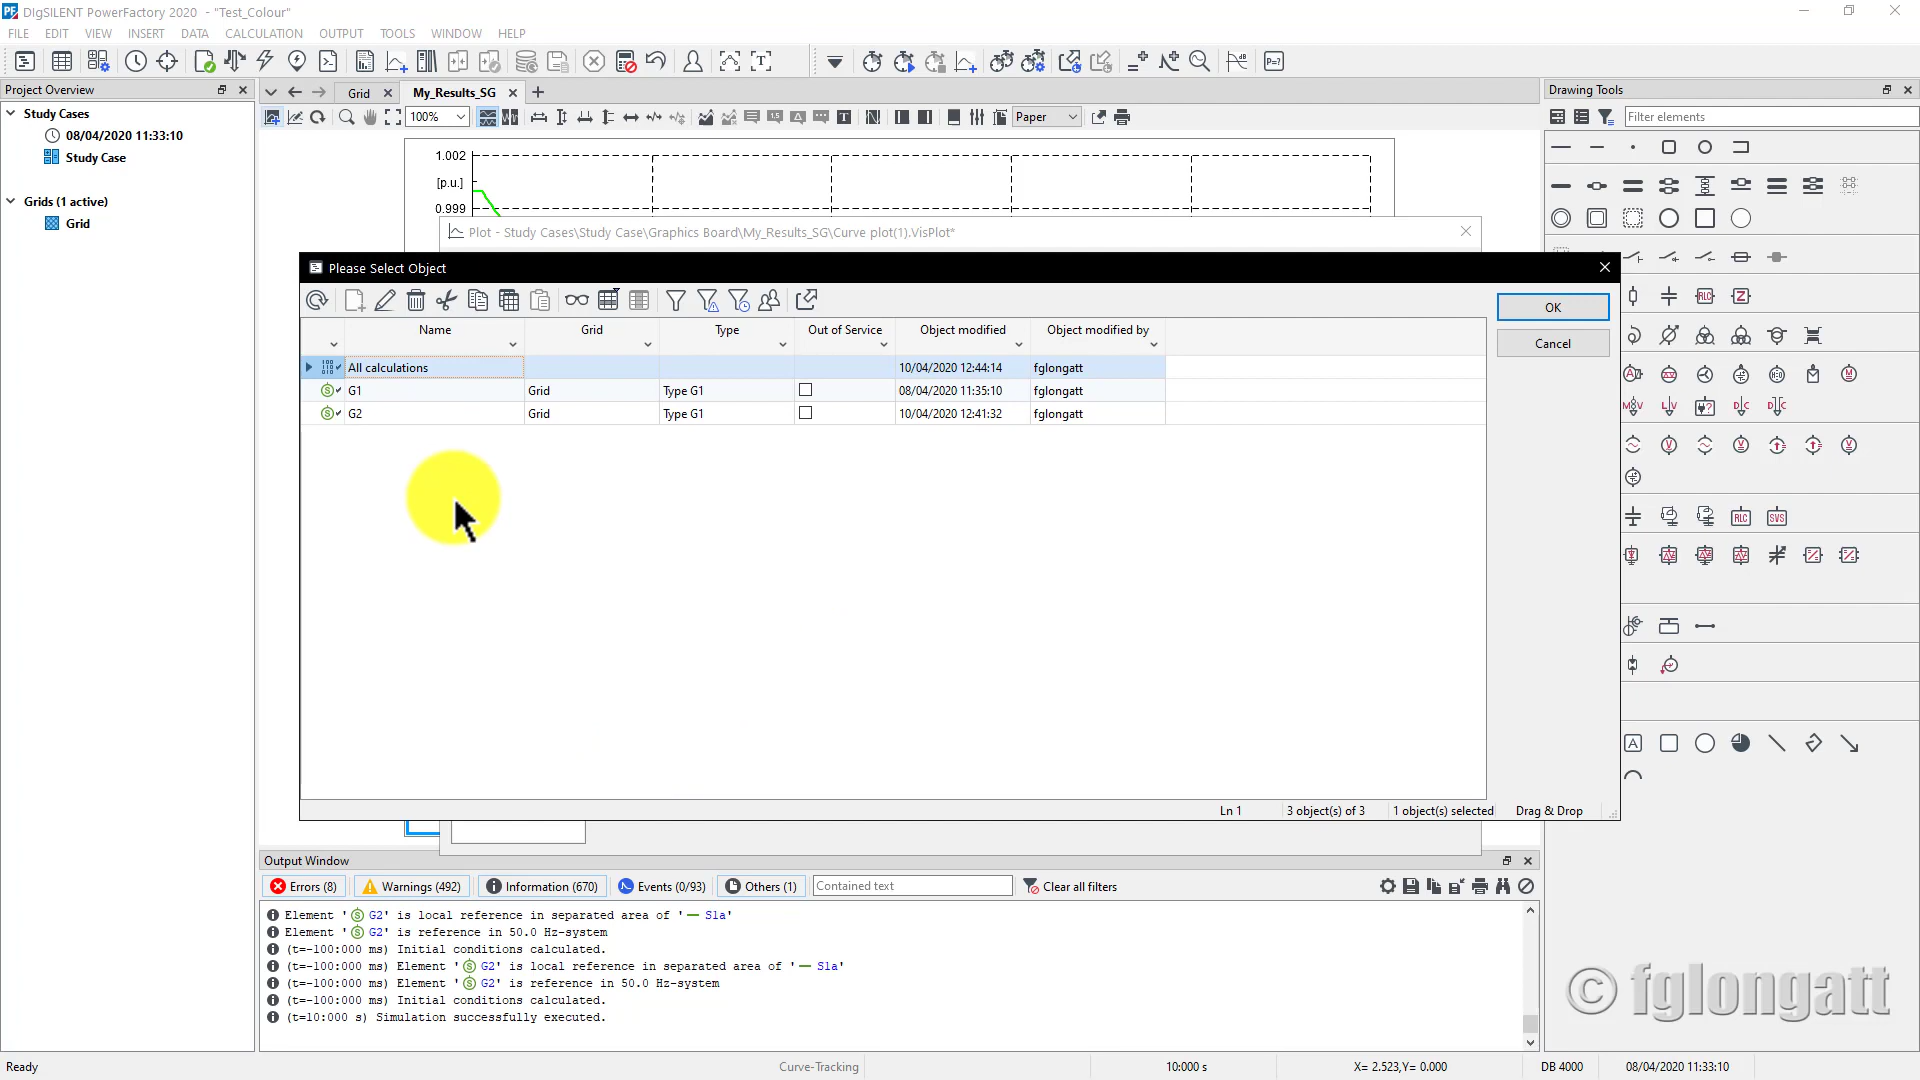 DIgSILENT PowerFactory 2020 - "Test_Colour"
FILE EDIT VIEW INSERT DATA CALCULATION OUTPUT TOOLS WINDOW HELP
Project Overview
Study Cases
08/04/2020 11:33:10
Study Case
Grids (1 active)
Grid
Grid My_Results_SG
100% Paper
1.002
[p.u.]
0.999
Plot - Study Cases\Study Case\Graphics Board\My_Results_SG\Curve plot(1).VisPlot*
Please Select Object
Name Grid Type Out of Service Object modified Object modified by
All calculations 10/04/2020 12:44:14 fglongatt
G1 Grid Type G1 08/04/2020 11:35:10 fglongatt
G2 Grid Type G1 10/04/2020 12:41:32 fglongatt
OK
Cancel
Ln 1 3 object(s) of 3 1 object(s) selected Drag & Drop
Drawing Tools
Filter elements
Output Window
Errors (8) Warnings (492) Information (670) Events (0/93) Others (1) Contained text Clear all filters
Element 'G2' is local reference in separated area of 'S1a'
Element 'G2' is reference in 50.0 Hz-system
(t=-100:000 ms) Initial conditions calculated.
(t=-100:000 ms) Element 'G2' is local reference in separated area of 'S1a'
(t=-100:000 ms) Element 'G2' is reference in 50.0 Hz-system
(t=-100:000 ms) Initial conditions calculated.
(t=10:000 s) Simulation successfully executed.
© fglongatt
Ready Curve-Tracking 10:000 s X= 2.523,Y= 0.000 DB 4000 08/04/2020 11:33:10